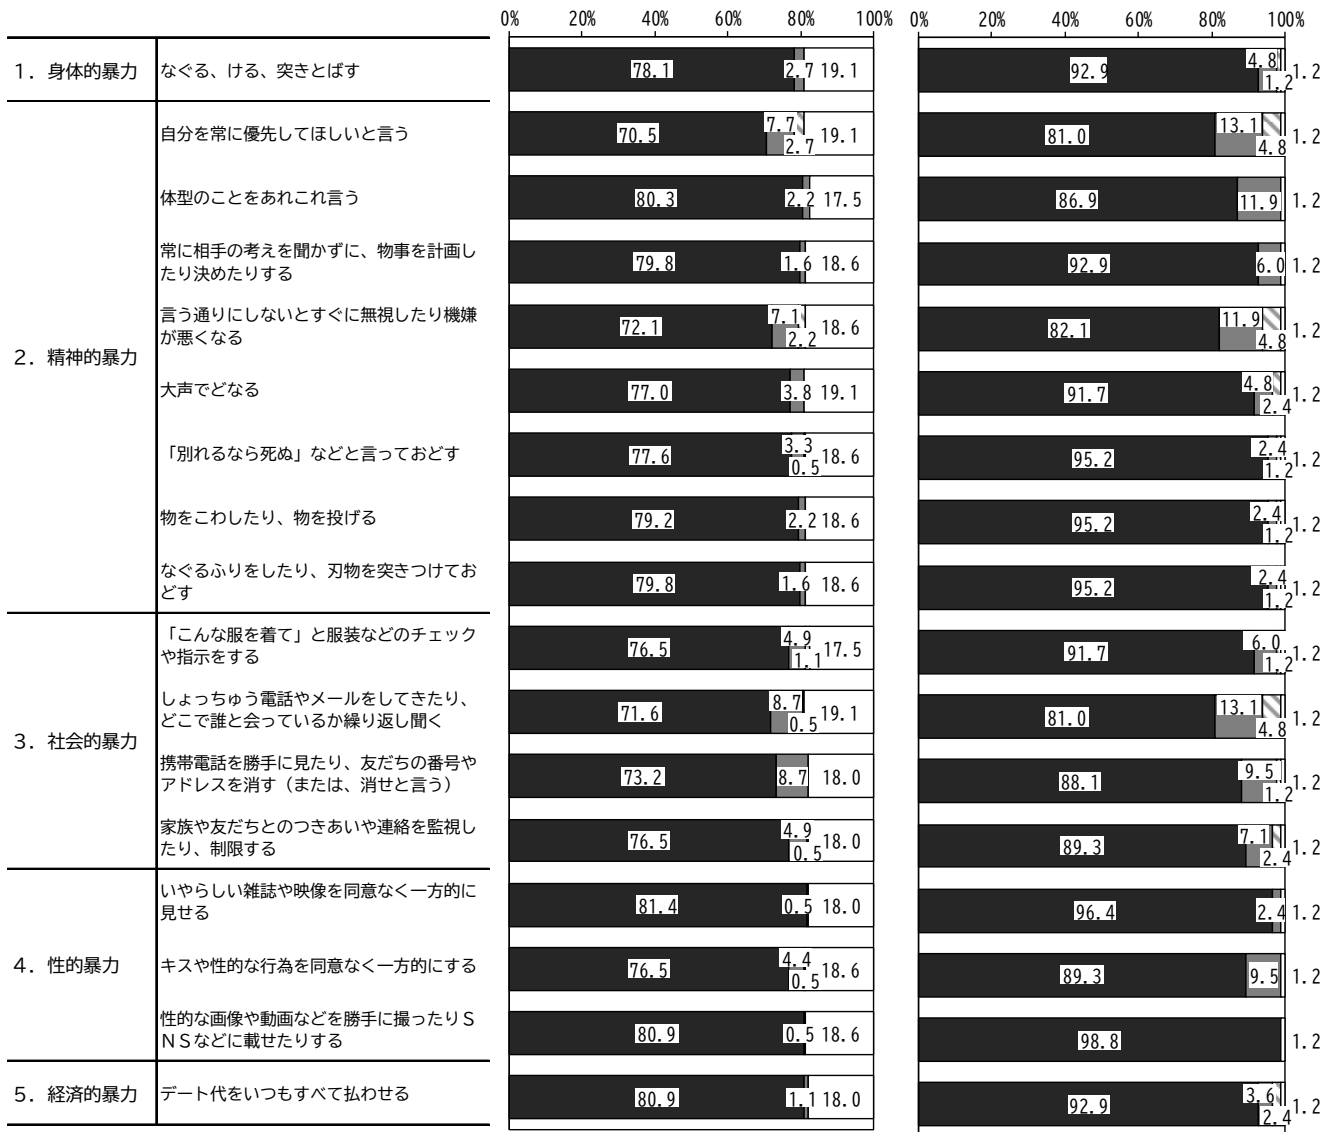 0% 20% 40% 60% 80% 100% 0% 20% 40% 60% 80% 100%
1．身体的暴力 なぐる、ける、突きとばす 78.1 2.7 19.1 92.9 4.8 1.2 1.2
自分を常に優先してほしいと言う 70.5 7.7 2.7 19.1 81.0 13.1 4.8 1.2
体型のことをあれこれ言う 80.3 2.2 17.5 86.9 11.9 1.2
常に相手の考えを聞かずに、物事を計画し
たり決めたりする 79.8 1.6 18.6 92.9 6.0 1.2
言う通りにしないとすぐに無視したり機嫌
が悪くなる 72.1 7.1 2.2 18.6 82.1 11.9 4.8 1.2
2．精神的暴力
大声でどなる 77.0 3.8 19.1 91.7 4.8 2.4 1.2
「別れるなら死ぬ」などと言っておどす 77.6 3.3 0.5 18.6 95.2 2.4 1.2 1.2
物をこわしたり、物を投げる 79.2 2.2 18.6 95.2 2.4 1.2 1.2
なぐるふりをしたり、刃物を突きつけてお
どす 79.8 1.6 18.6 95.2 2.4 1.2 1.2
「こんな服を着て」と服装などのチェック
や指示をする 76.5 4.9 1.1 17.5 91.7 6.0 1.2 1.2
しょっちゅう電話やメールをしてきたり、
どこで誰と会っているか繰り返し聞く 71.6 8.7 0.5 19.1 81.0 13.1 4.8 1.2
3．社会的暴力
携帯電話を勝手に見たり、友だちの番号や
アドレスを消す（または、消せと言う） 73.2 8.7 18.0 88.1 9.5 1.2 1.2
家族や友だちとのつきあいや連絡を監視し
たり、制限する 76.5 4.9 0.5 18.0 89.3 7.1 2.4 1.2
いやらしい雑誌や映像を同意なく一方的に
見せる 81.4 0.5 18.0 96.4 2.4 1.2
4．性的暴力 キスや性的な行為を同意なく一方的にする 76.5 4.4 0.5 18.6 89.3 9.5 1.2
性的な画像や動画などを勝手に撮ったりＳ
ＮＳなどに載せたりする 80.9 0.5 18.6 98.8 1.2
5．経済的暴力 デート代をいつもすべて払わせる 80.9 1.1 18.0 92.9 3.6 2.4 1.2